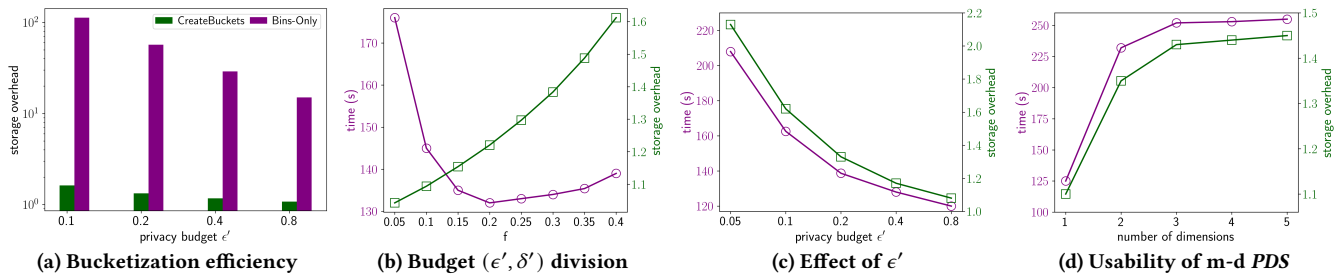 CreateBuckets Bins-Only
storage overhead
10^2
10^1
10^0
0.1 0.2 0.4 0.8
privacy budget ϵ′
(a) Bucketization efficiency
time (s)
170
160
150
140
130
storage overhead
1.6
1.5
1.4
1.3
1.2
1.1
0.05 0.1 0.15 0.2 0.25 0.3 0.35 0.4
f
(b) Budget (ϵ′, δ′) division
time (s)
220
200
180
160
140
120
storage overhead
2.2
2.0
1.8
1.6
1.4
1.2
1.0
0.05 0.1 0.2 0.4 0.8
privacy budget ϵ′
(c) Effect of ϵ′
time (s)
250
225
200
175
150
125
100
storage overhead
1.5
1.4
1.3
1.2
1.1
1 2 3 4 5
number of dimensions
(d) Usability of m-d PDS